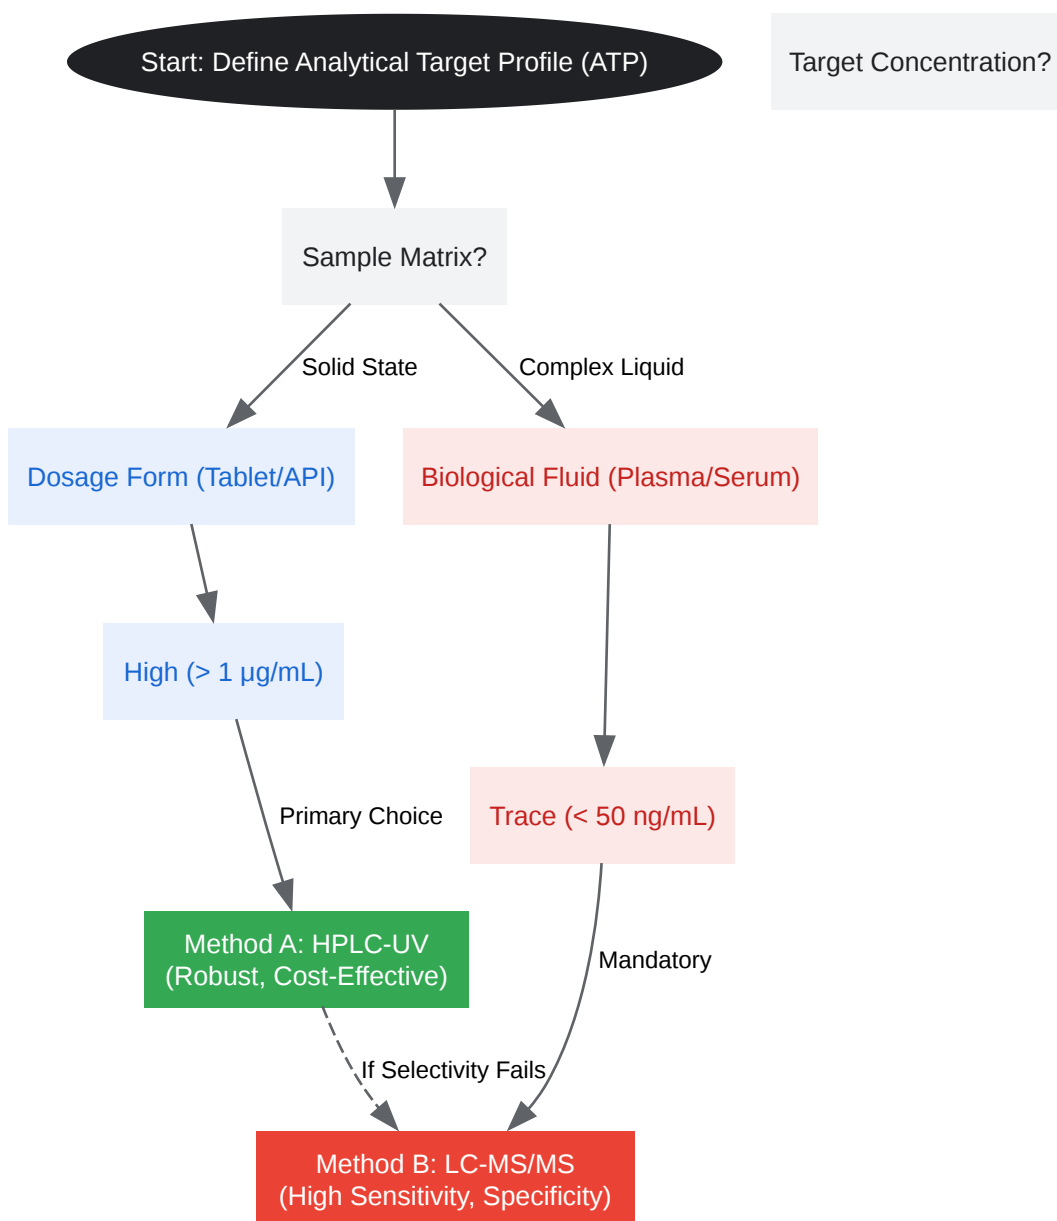 Start: Define Analytical Target Profile (ATP)
Target Concentration?
Sample Matrix?
Solid State
Complex Liquid
Dosage Form (Tablet/API)
Biological Fluid (Plasma/Serum)
High (> 1 μg/mL)
Primary Choice
Trace (< 50 ng/mL)
Method A: HPLC-UV
(Robust, Cost-Effective)
Mandatory
If Selectivity Fails
Method B: LC-MS/MS
(High Sensitivity, Specificity)